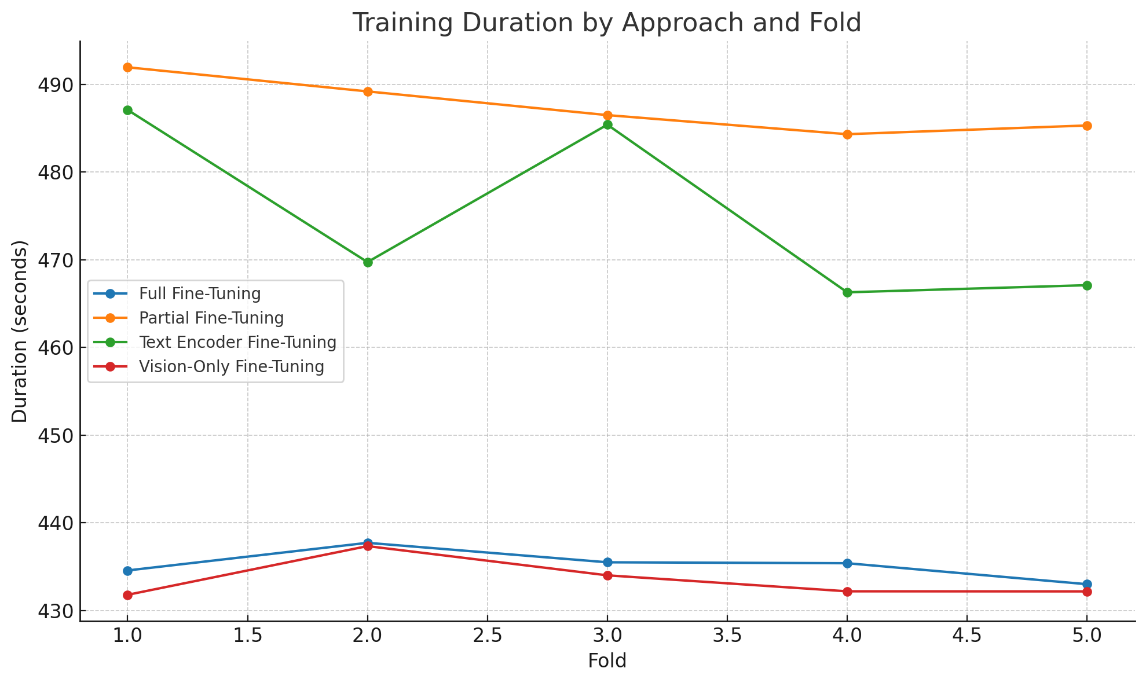 Training Duration by Approach and Fold
Duration (seconds)
490
480
470
460
450
440
430
Full Fine-Tuning
Partial Fine-Tuning
Text Encoder Fine-Tuning
Vision-Only Fine-Tuning
1.0 1.5 2.0 2.5 3.0 3.5 4.0 4.5 5.0
Fold